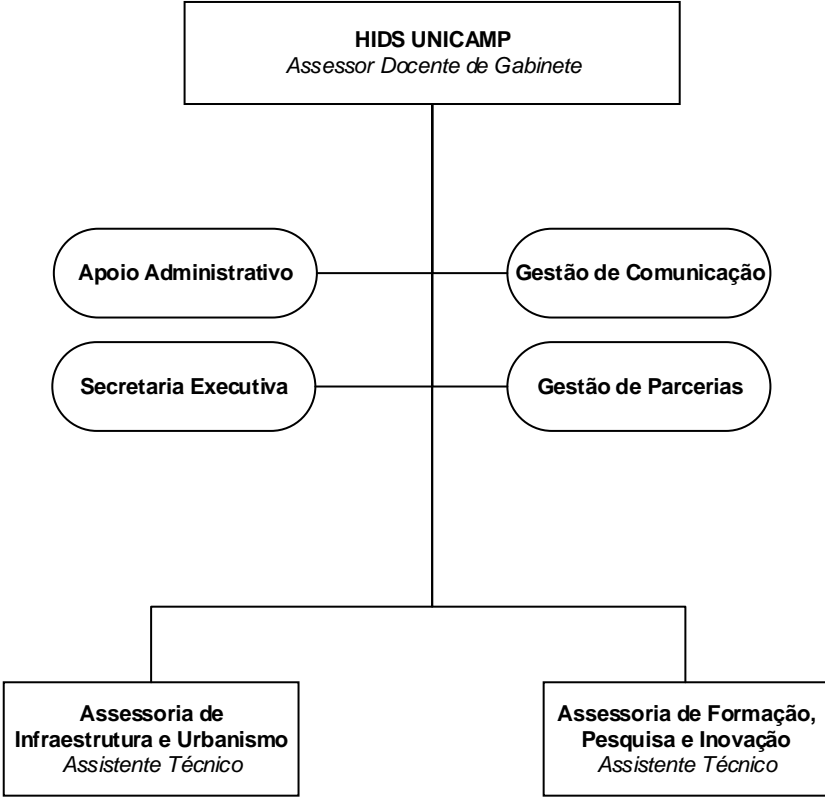 HIDS UNICAMP
Assessor Docente de Gabinete
Apoio Administrativo
Gestão de Comunicação
Secretaria Executiva
Gestão de Parcerias
Assessoria de
Infraestrutura e Urbanismo
Assistente Técnico
Assessoria de Formação,
Pesquisa e Inovação
Assistente Técnico